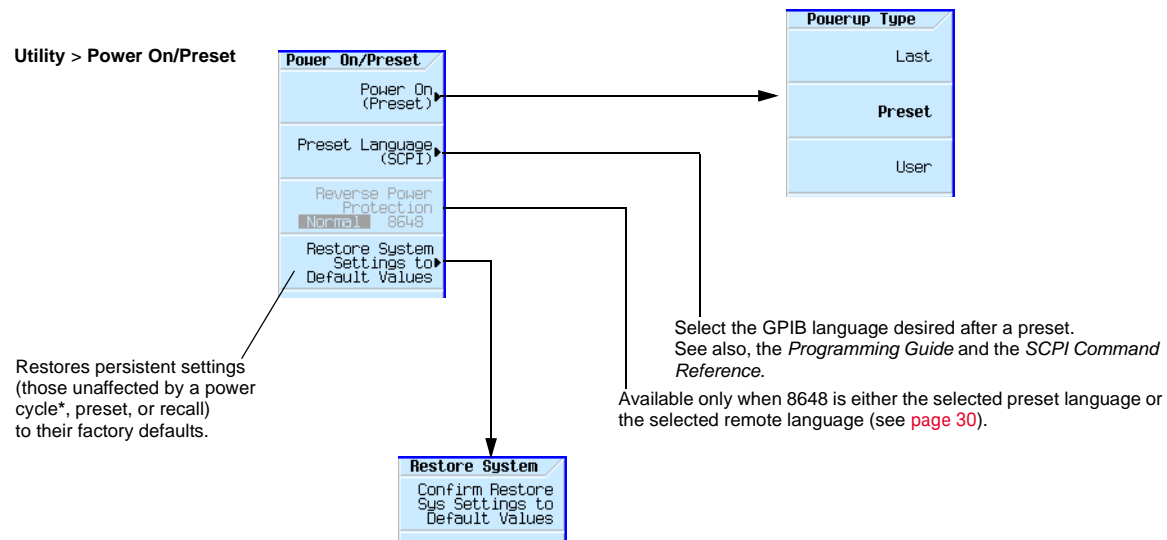 Utility > Power On/Preset
Power On/Preset
Power On
(Preset)
Preset Language
(SCPI)
Reverse Power
Protection
Normal 8648
Restore System
Settings to
Default Values
Powerup Type
Last
Preset
User
Select the GPIB language desired after a preset.
See also, the Programming Guide and the SCPI Command
Reference.
Available only when 8648 is either the selected preset language or
the selected remote language (see page 30).
Restores persistent settings
(those unaffected by a power
cycle*, preset, or recall)
to their factory defaults.
Restore System
Confirm Restore
Sys Settings to
Default Values